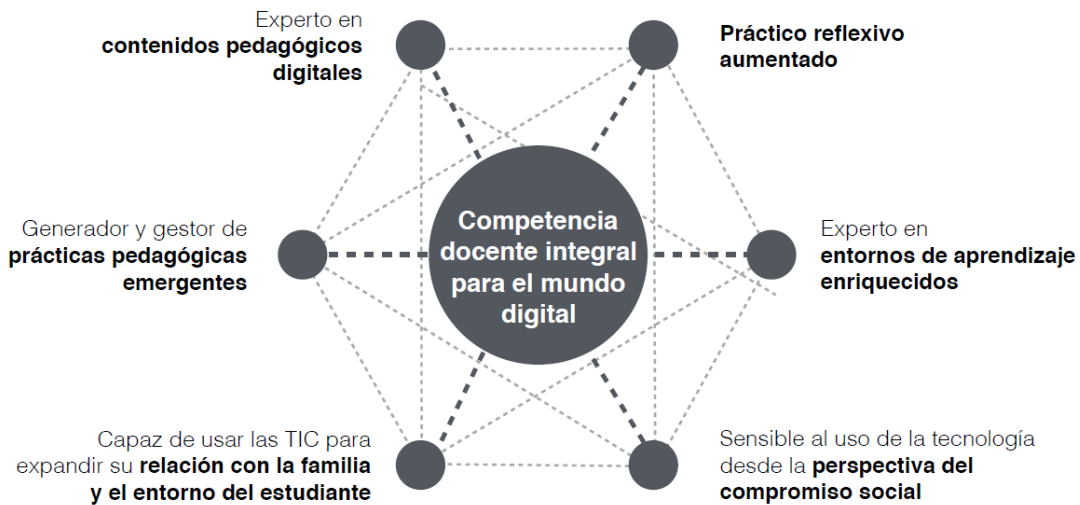 Experto en
contenidos pedagógicos
digitales
Práctico reflexivo
aumentado
Generador y gestor de
prácticas pedagógicas
emergentes
Competencia
docente integral
para el mundo
digital
Experto en
entornos de aprendizaje
enriquecidos
Capaz de usar las TIC para
expandir su relación con la familia
y el entorno del estudiante
Sensible al uso de la tecnología
desde la perspectiva del
compromiso social